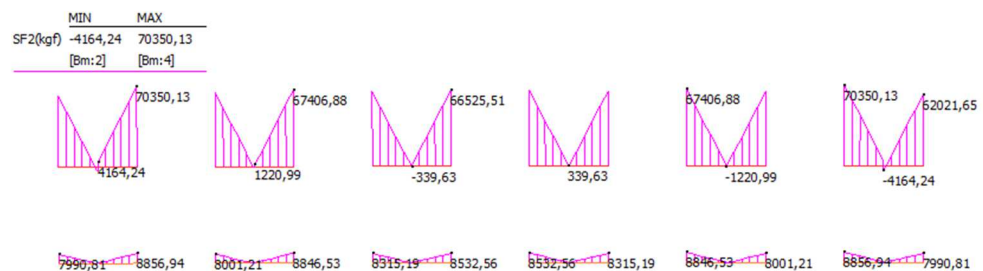 MIN MAX
SF2(kgf) -4164,24 70350,13
[Bm:2] [Bm:4]
70350,13 67406,88 66525,51 67406,88 70350,13 62021,65
4164,24 1220,99 -339,63 339,63 -1220,99 -4164,24
7990,81 8856,94 8001,21 8846,53 8315,19 8532,56 8532,56 8315,19 8846,53 8001,21 8856,94 7990,81